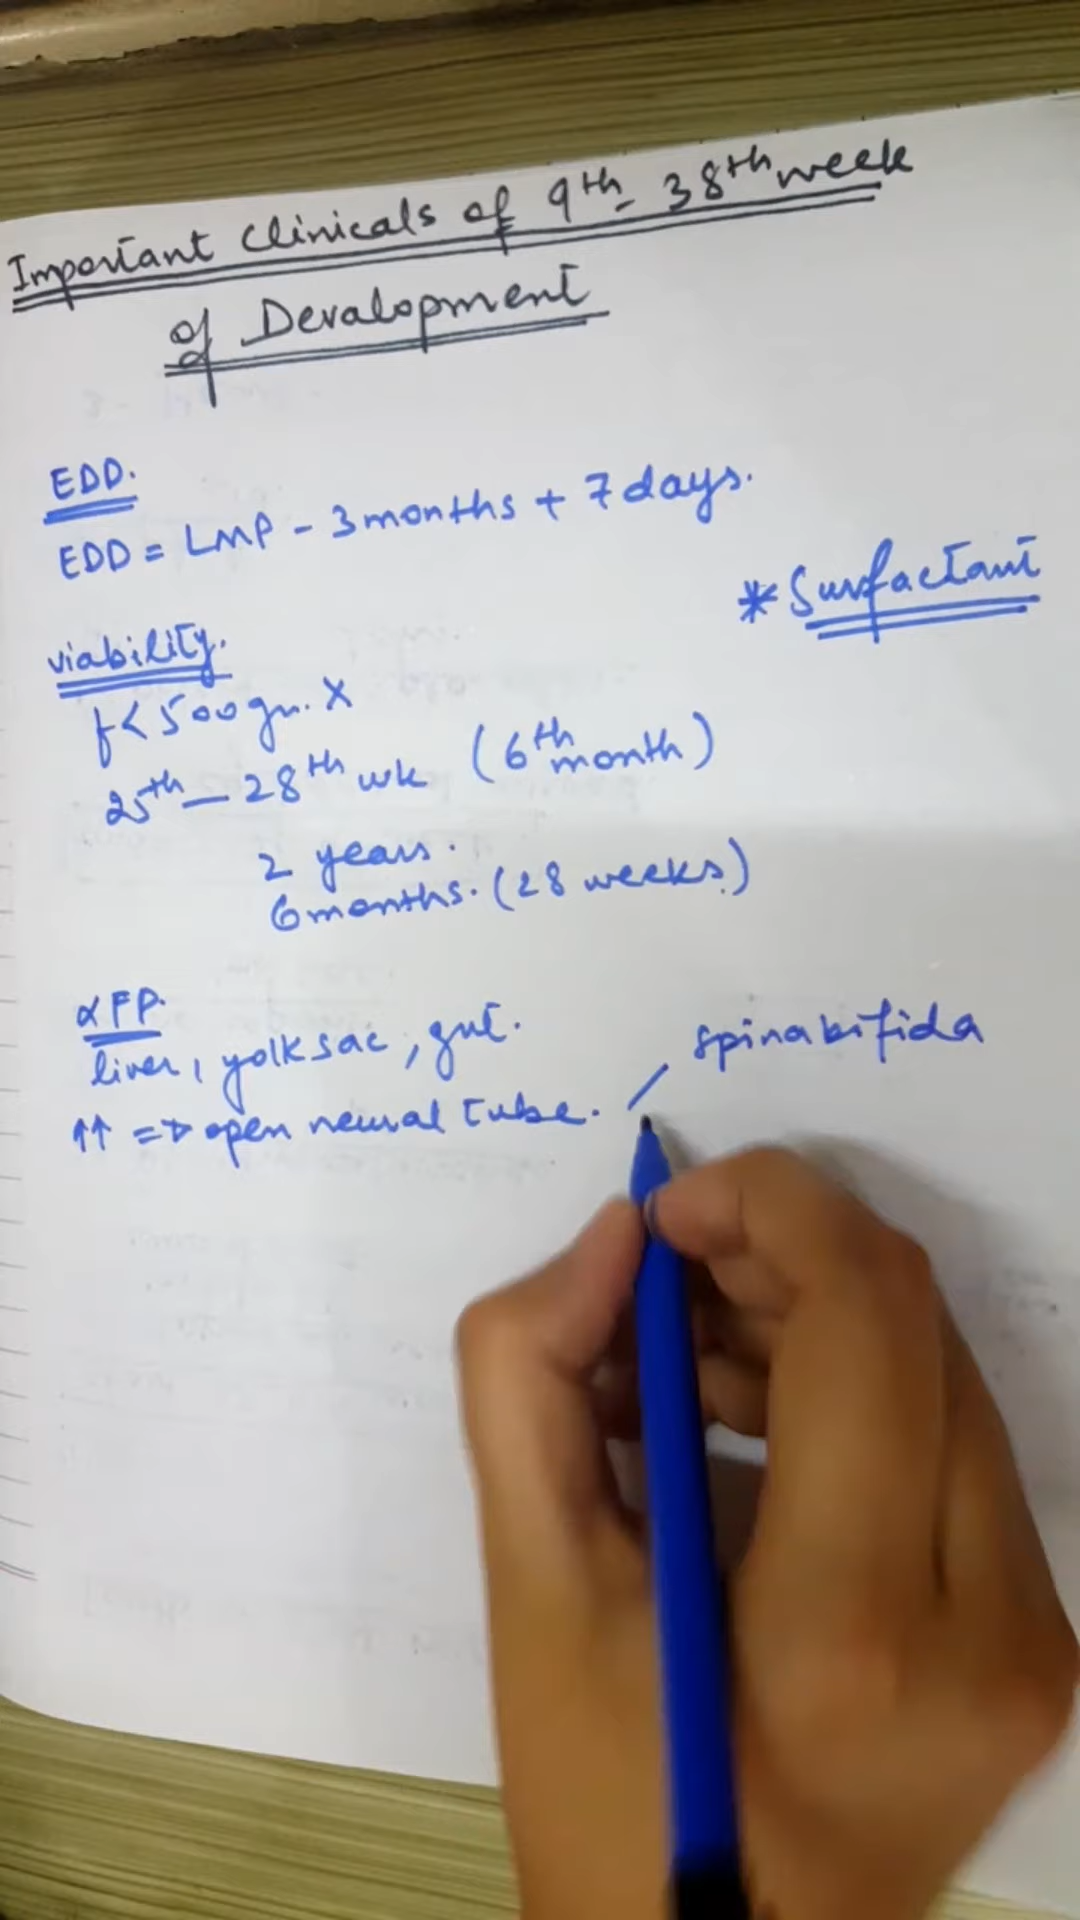 Important Clinicals of 9th - 38th week
of Devalopment
EDD.
EDD = LMP - 3 months + 7 days.
* Surfactant
viability.
f < 500 gm. X
25th — 28th wk (6th month)
2 years.
6 months. (28 weeks.)
αFP.
liver, yolk sac, gut.
↑↑ => open neural tube.
spinabifida